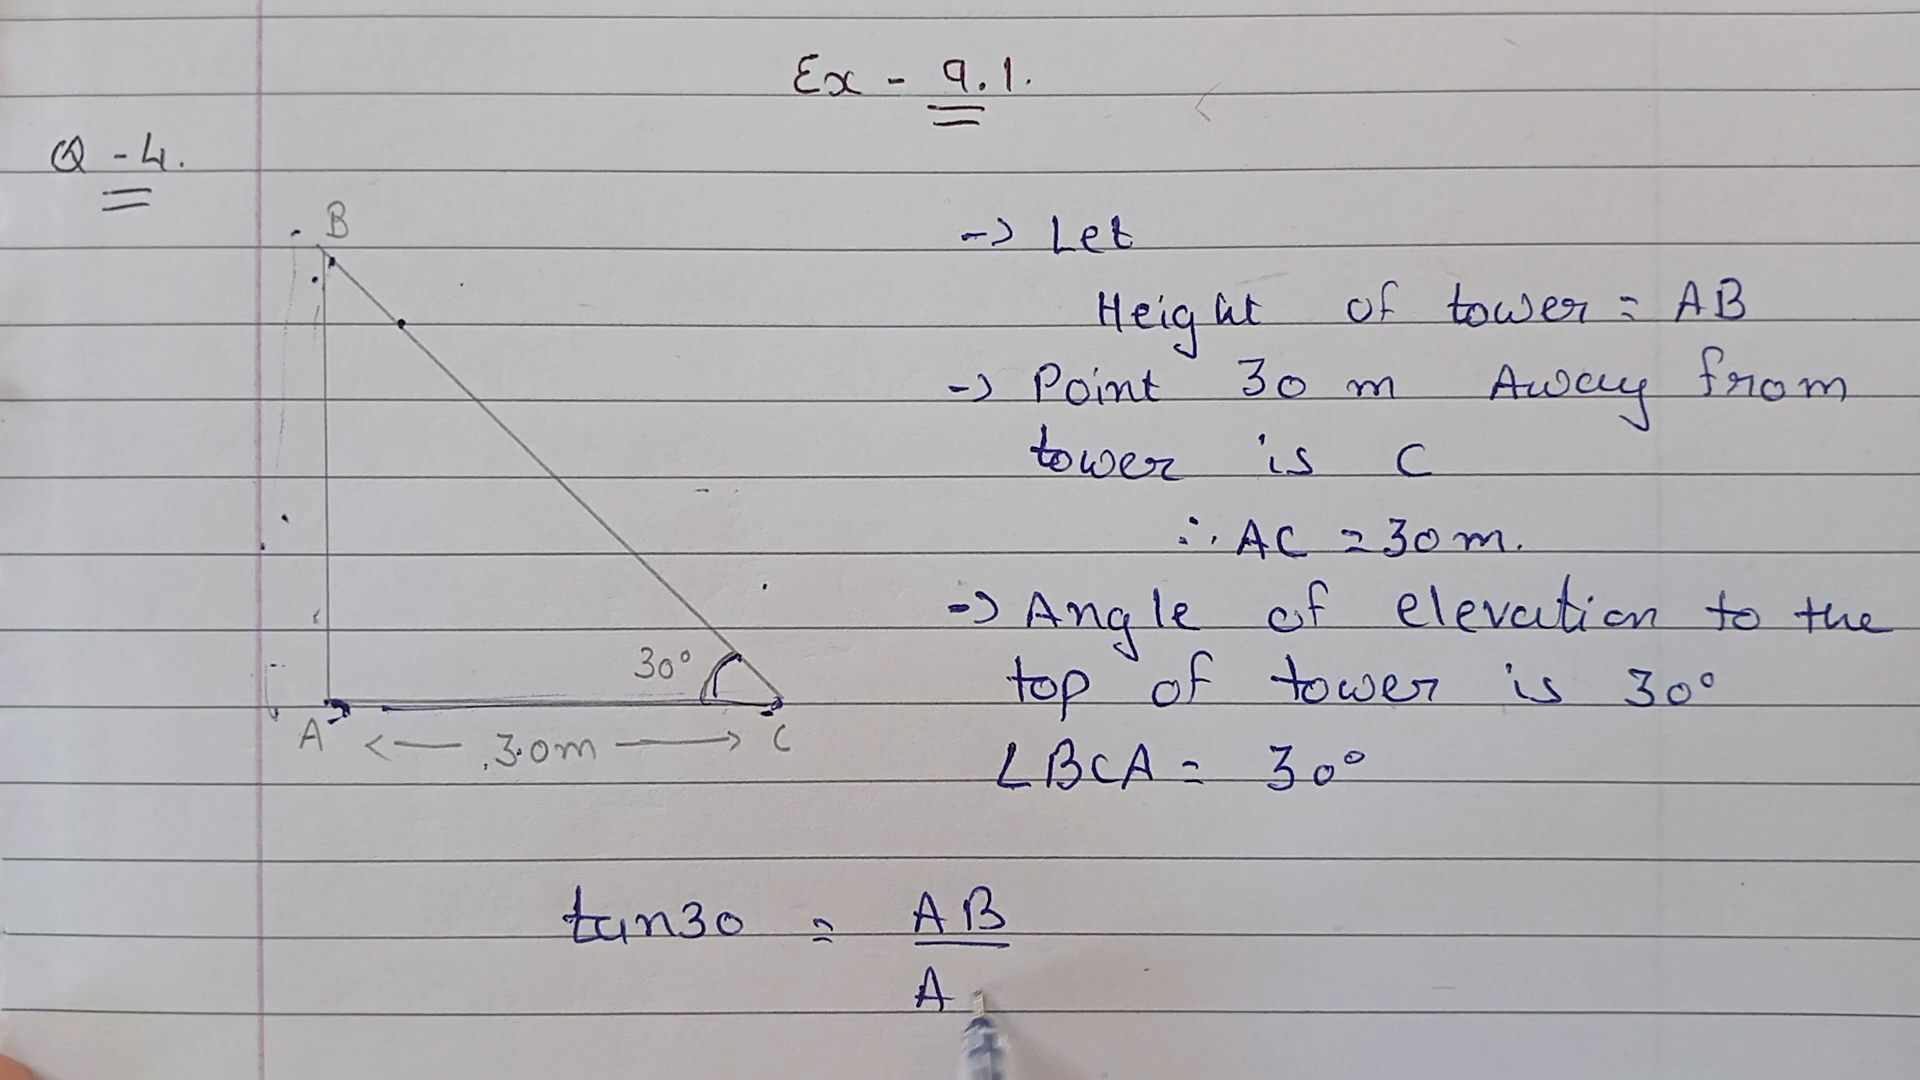 Ex - 9.1.
Q - 4.
B
30°
A
30m
C
-> Let
Height of tower = AB
-> Point 30 m Away from
tower is C
∴ AC = 30m.
-> Angle of elevation to the
top of tower is 30°
∠BCA = 30°
tan30 = AB
A